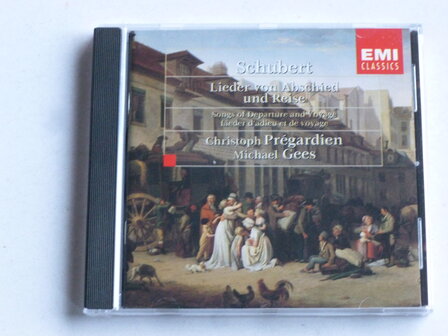 EMI
CLASSICS
Schubert
Lieder von Abschied
und Reise
Songs of Departure and Voyage
Lieder d'adieu et de voyage
Christoph Prégardien
Michael Gees